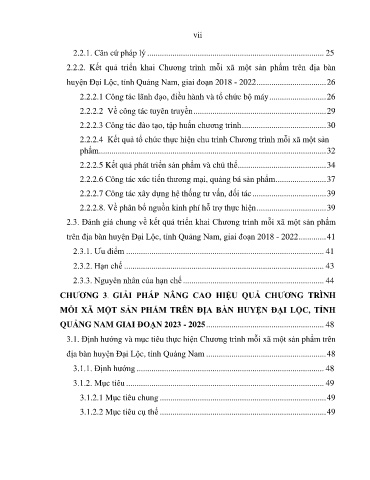 vii
2.2.1. Căn cứ pháp lý .................................................................................. 25
2.2.2. Kết quả triển khai Chương trình mỗi xã một sản phẩm trên địa bàn
huyện Đại Lộc, tỉnh Quảng Nam, giai đoạn 2018 - 2022................................26
2.2.2.1 Công tác lãnh đạo, điều hành và tổ chức bộ máy..........................26
2.2.2.2 Về công tác tuyên truyền..............................................................29
2.2.2.3 Công tác đào tạo, tập huấn chương trình.......................................30
2.2.2.4 Kết quả tổ chức thực hiện chu trình Chương trình mỗi xã một sản
phẩm.........................................................................................................32
2.2.2.5 Kết quả phát triển sản phẩm và chủ thể.........................................34
2.2.2.6 Công tác xúc tiến thương mại, quảng bá sản phẩm.......................37
2.2.2.7 Công tác xây dựng hệ thống tư vấn, đối tác ..................................39
2.2.2.8. Về phân bổ nguồn kinh phí hỗ trợ thực hiện................................39
2.3. Đánh giá chung về kết quả triển khai Chương trình mỗi xã một sản phẩm
trên địa bàn huyện Đại Lộc, tỉnh Quảng Nam, giai đoạn 2018 - 2022.............41
2.3.1. Ưu điểm ........................................................................................... 41
2.3.2. Hạn chế ............................................................................................ 43
2.3.3. Nguyên nhân của hạn chế ................................................................. 44
CHƯƠNG 3. GIẢI PHÁP NÂNG CAO HIỆU QUẢ CHƯƠNG TRÌNH
MỖI XÃ MỘT SẢN PHẨM TRÊN ĐỊA BÀN HUYỆN ĐẠI LỘC, TỈNH
QUẢNG NAM GIAI ĐOẠN 2023 - 2025...................................................... 48
3.1. Định hướng và mục tiêu thực hiện Chương trình mỗi xã một sản phẩm trên
địa bàn huyện Đại Lộc, tỉnh Quảng Nam ....................................................... 48
3.1.1. Định hướng ...................................................................................... 48
3.1.2. Mục tiêu ........................................................................................... 49
3.1.2.1 Mục tiêu chung .............................................................................49
3.1.2.2 Mục tiêu cụ thể .............................................................................49